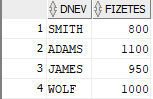 DNEV FIZETES
1 SMITH 800
2 ADAMS 1100
3 JAMES 950
4 WOLF 1000